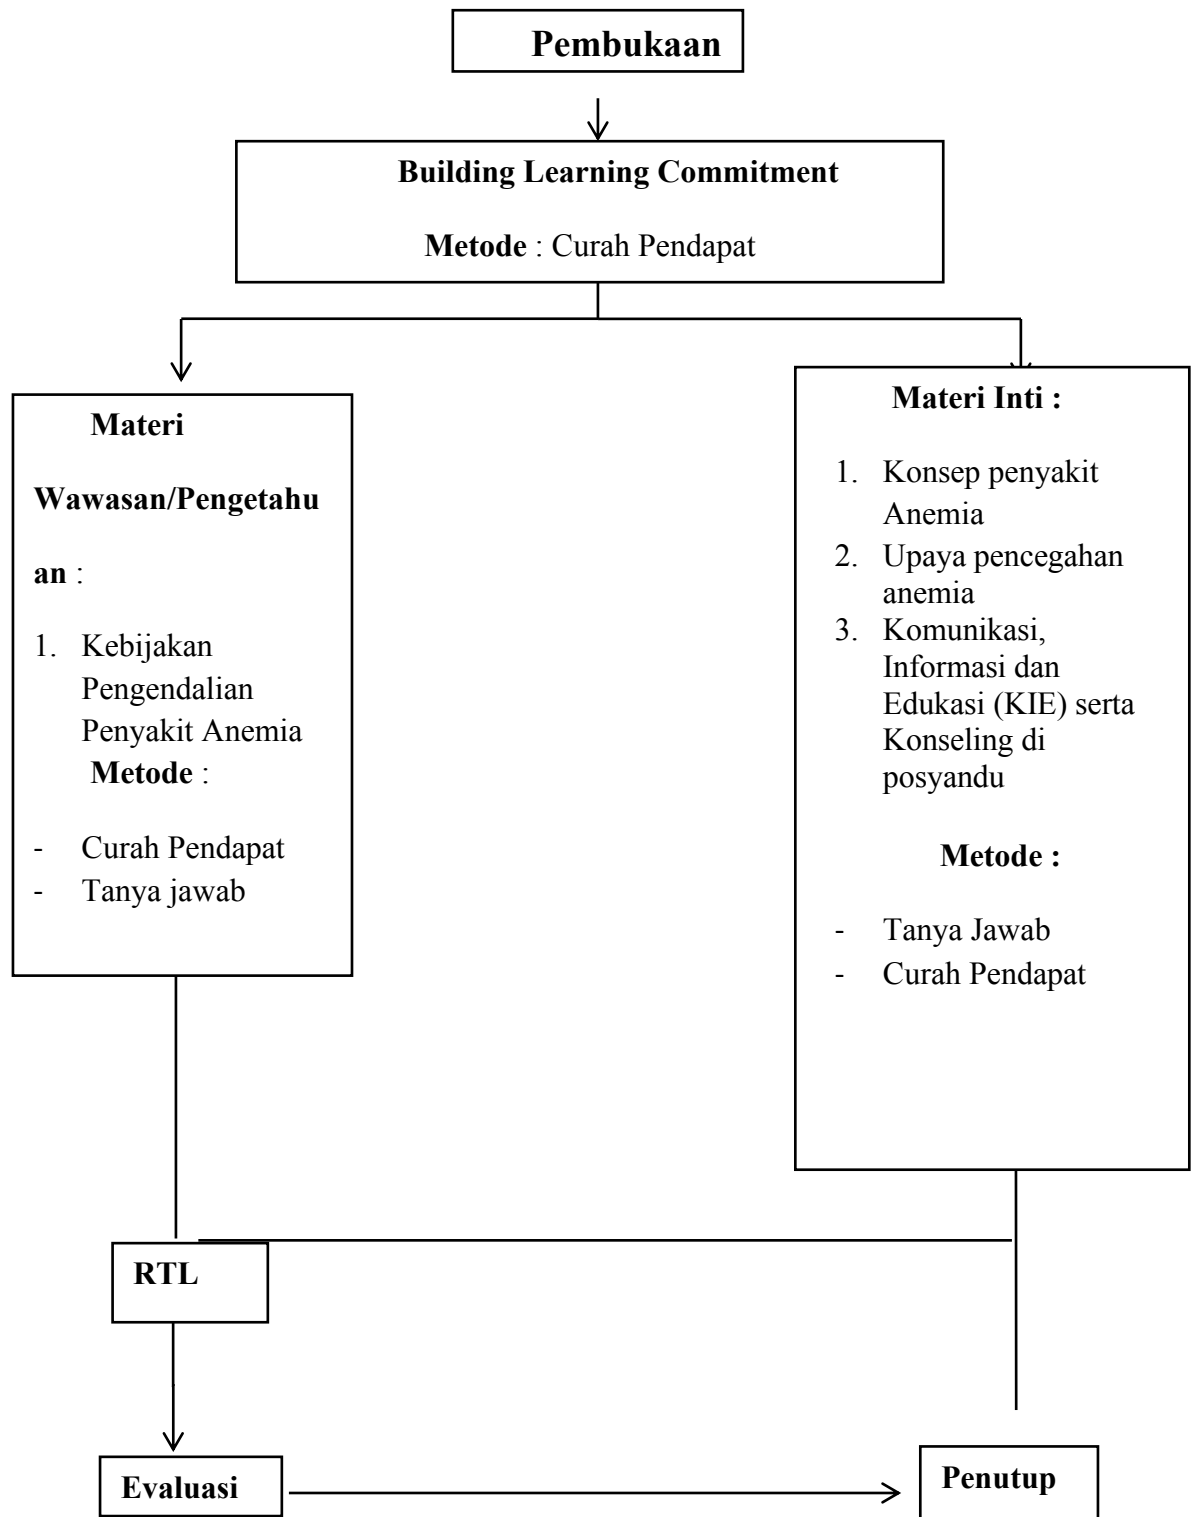 Pembukaan
Building Learning Commitment
Metode : Curah Pendapat
Materi
Wawasan/Pengetahu
an :
1. Kebijakan
Pengendalian
Penyakit Anemia
Metode :
- Curah Pendapat
- Tanya jawab
Materi Inti :
1. Konsep penyakit
Anemia
2. Upaya pencegahan
anemia
3. Komunikasi,
Informasi dan
Edukasi (KIE) serta
Konseling di
posyandu
Metode :
- Tanya Jawab
- Curah Pendapat
RTL
Evaluasi
Penutup